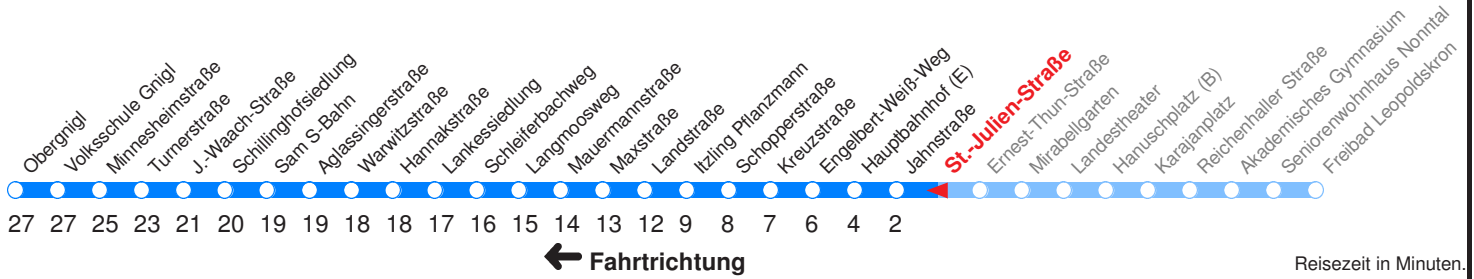 Obergnigl
Volksschule Gnigl
Minnesheimstraße
Turnerstraße
J.-Waach-Straße
Schillinghofsiedlung
Sam S-Bahn
Aglassingerstraße
Warwitzstraße
Hannakstraße
Lankessiedlung
Schleiferbachweg
Langmoosweg
Mauermannstraße
Maxstraße
Landstraße
Itzling Pflanzmann
Schopperstraße
Kreuzstraße
Engelbert-Weiß-Weg
Hauptbahnhof (E)
Jahnstraße
St.-Julien-Straße
Ernest-Thun-Straße
Mirabellgarten
Landestheater
Hanuschplatz (B)
Karajanplatz
Reichenhaller Straße
Akademisches Gymnasium
Seniorenwohnhaus Nonntal
Freibad Leopoldskron
27 27 25 23 21 20 19 19 18 18 17 16 15 14 13 12 9 8 7 6 4 2
Fahrtrichtung
Reisezeit in Minuten.